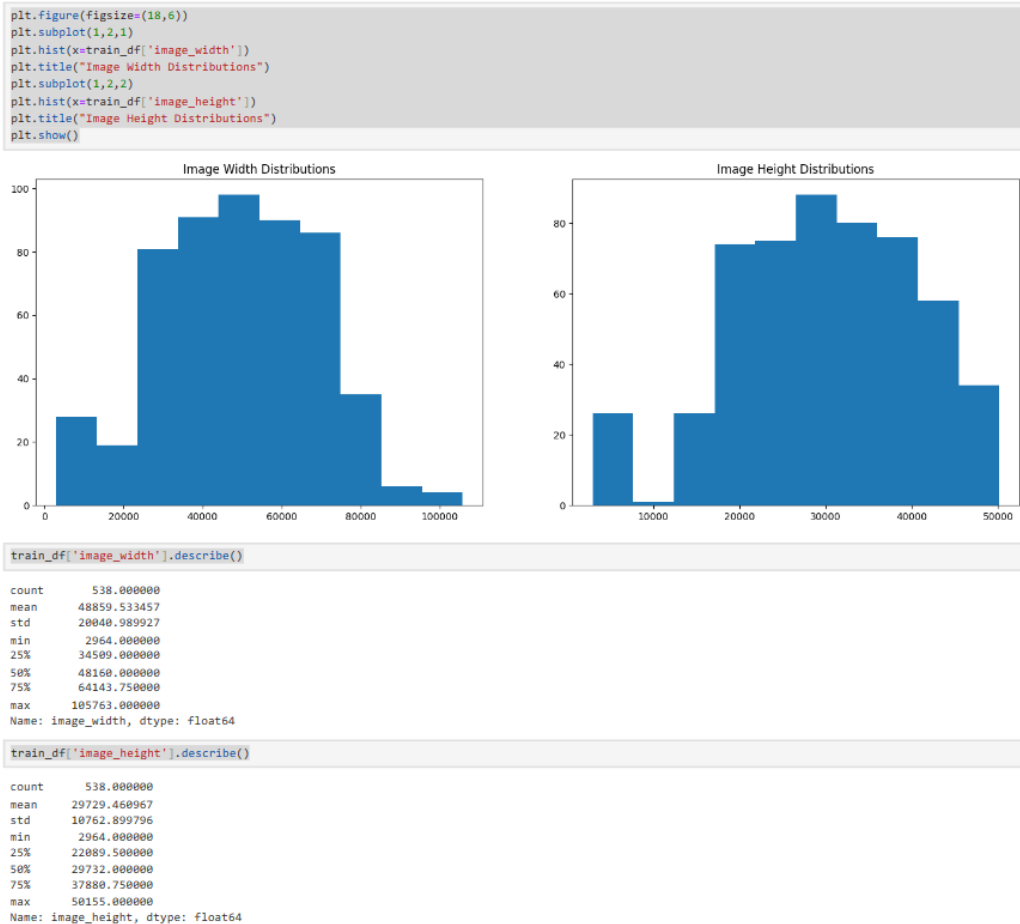 plt.figure(figsize=(18,6))
plt.subplot(1,2,1)
plt.hist(x=train_df['image_width'])
plt.title("Image Width Distributions")
plt.subplot(1,2,2)
plt.hist(x=train_df['image_height'])
plt.title("Image Height Distributions")
plt.show()
Image Width Distributions
100
80
60
40
20
0
0 20000 40000 60000 80000 100000
Image Height Distributions
80
60
40
20
0
10000 20000 30000 40000 50000
train_df['image_width'].describe()
count 538.000000
mean 48859.533457
std 20040.989927
min 2964.000000
25% 34509.000000
50% 48160.000000
75% 64143.750000
max 105763.000000
Name: image_width, dtype: float64
train_df['image_height'].describe()
count 538.000000
mean 29729.460967
std 10762.899796
min 2964.000000
25% 22089.500000
50% 29732.000000
75% 37880.750000
max 50155.000000
Name: image_height, dtype: float64